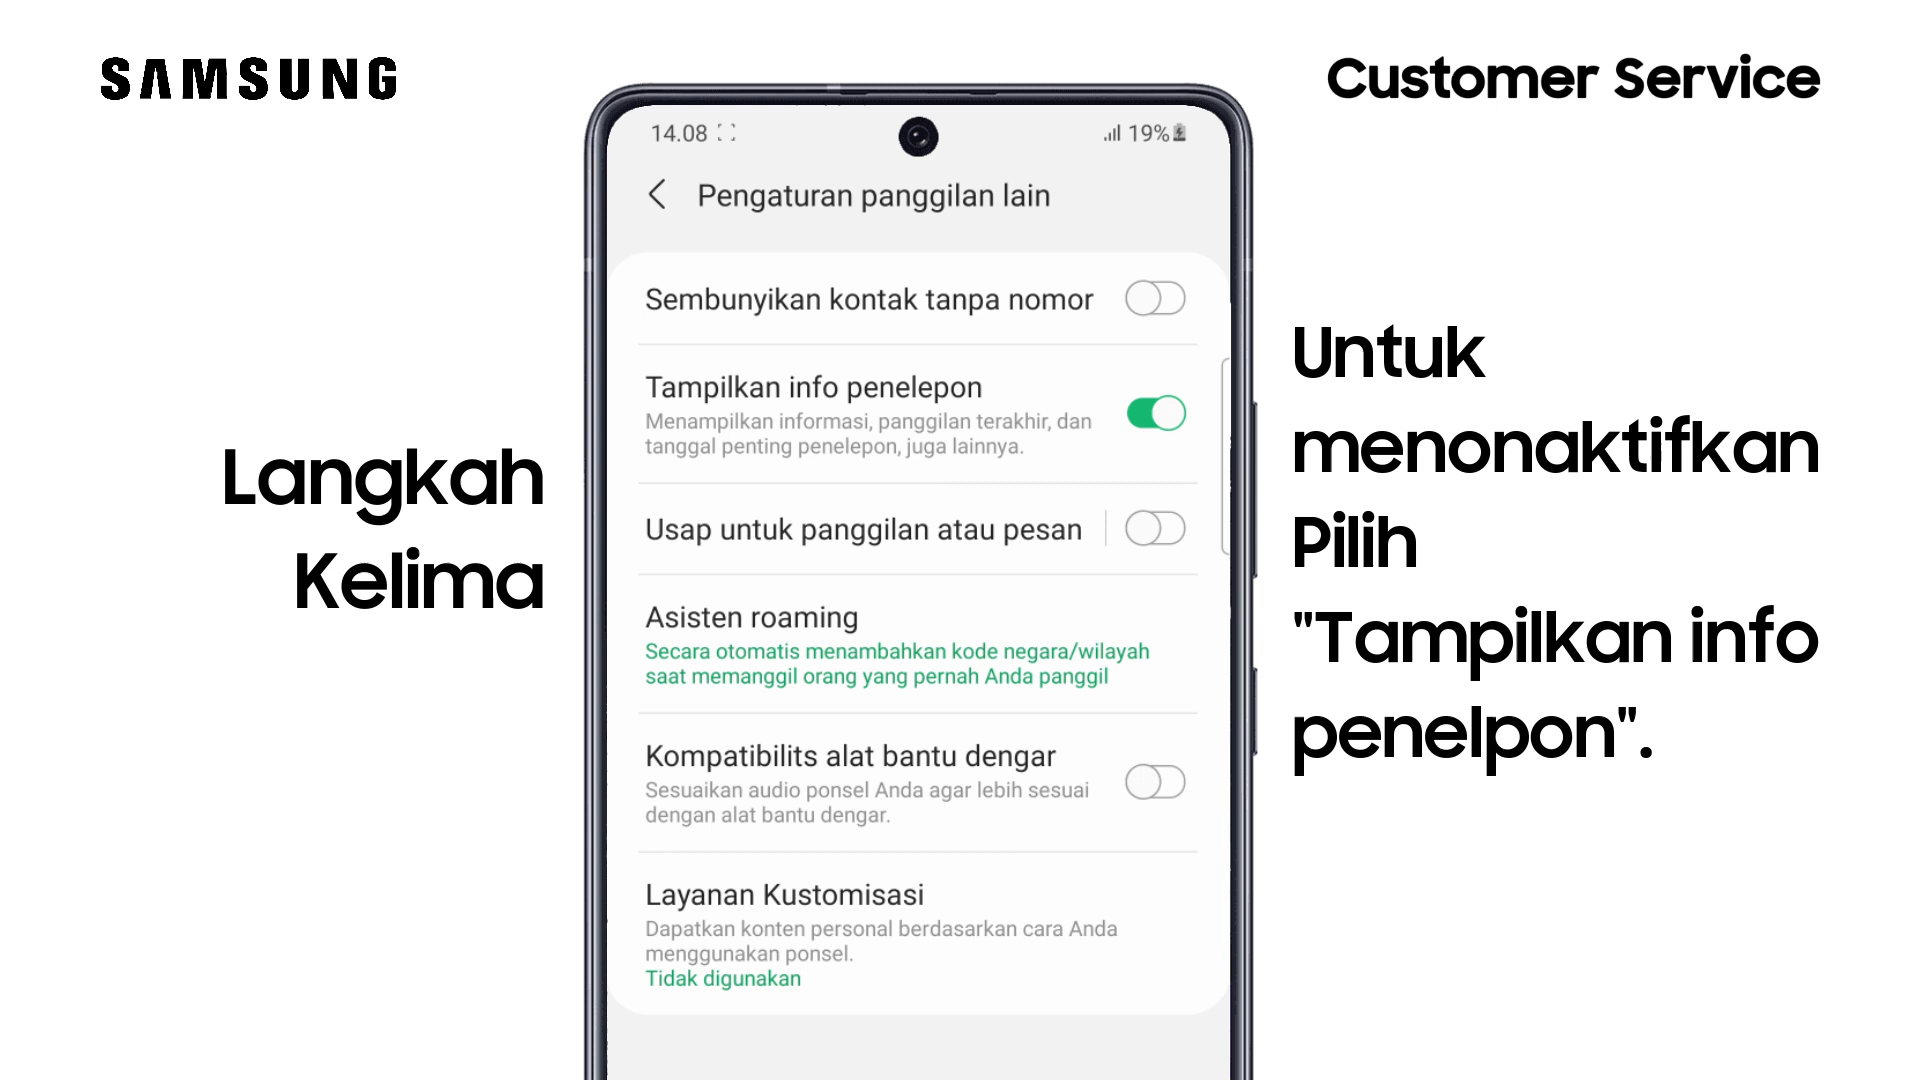 SAMSUNG
Customer Service
Langkah
Kelima
14.08
19%
Pengaturan panggilan lain
Sembunyikan kontak tanpa nomor
Tampilkan info penelepon
Menampilkan informasi, panggilan terakhir, dan
tanggal penting penelepon, juga lainnya.
Usap untuk panggilan atau pesan
Asisten roaming
Secara otomatis menambahkan kode negara/wilayah
saat memanggil orang yang pernah Anda panggil
Kompatibilits alat bantu dengar
Sesuaikan audio ponsel Anda agar lebih sesuai
dengan alat bantu dengar.
Layanan Kustomisasi
Dapatkan konten personal berdasarkan cara Anda
menggunakan ponsel.
Tidak digunakan
Untuk
menonaktifkan
Pilih
"Tampilkan info
penelpon".